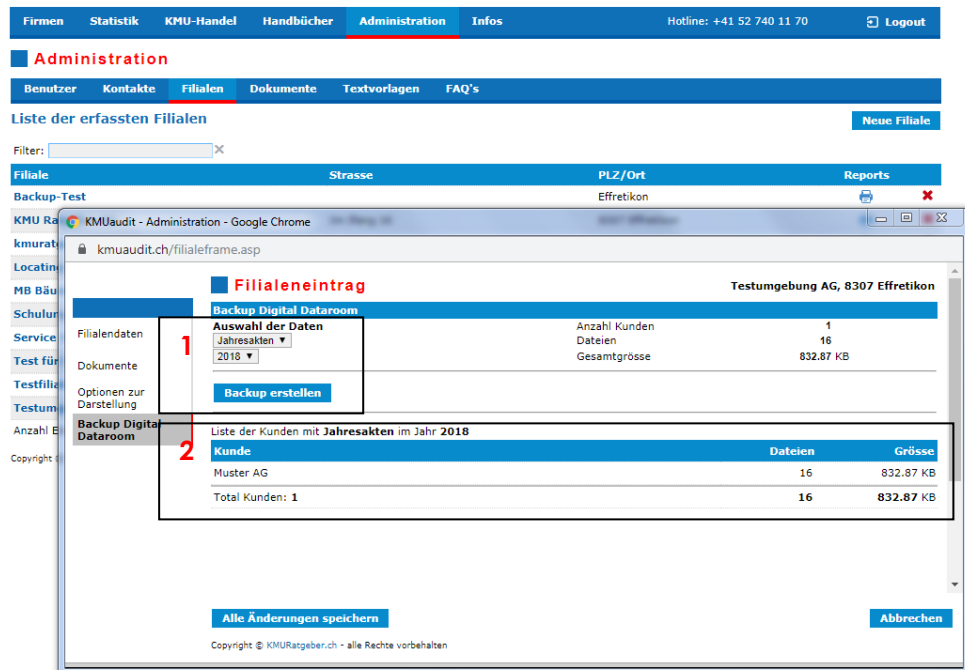 Firmen Statistik KMU-Handel Handbücher Administration Infos Hotline: +41 52 740 11 70 Logout
Administration
Benutzer Kontakte Filialen Dokumente Textvorlagen FAQ's
Liste der erfassten Filialen Neue Filiale
Filter:
Filiale Strasse PLZ/Ort Reports
Backup-Test Effretikon
KMU Ra
kmurat
Locatin
MB Bäu
Schulun
Service
Test für
Testfilia
Testum
Anzahl E
Copyright
KMUaudit - Administration - Google Chrome
kmuaudit.ch/filialeframe.asp
Filialeneintrag Testumgebung AG, 8307 Effretikon
Filialendaten
Dokumente
Optionen zur
Darstellung
Backup Digital
Dataroom
Backup Digital Dataroom
1
Auswahl der Daten Anzahl Kunden 1
Jahresakten Dateien 16
2018 Gesamtgrösse 832.87 KB
Backup erstellen
2
Liste der Kunden mit Jahresakten im Jahr 2018
Kunde Dateien Grösse
Muster AG 16 832.87 KB
Total Kunden: 1 16 832.87 KB
Alle Änderungen speichern Abbrechen
Copyright © KMURatgeber.ch - alle Rechte vorbehalten